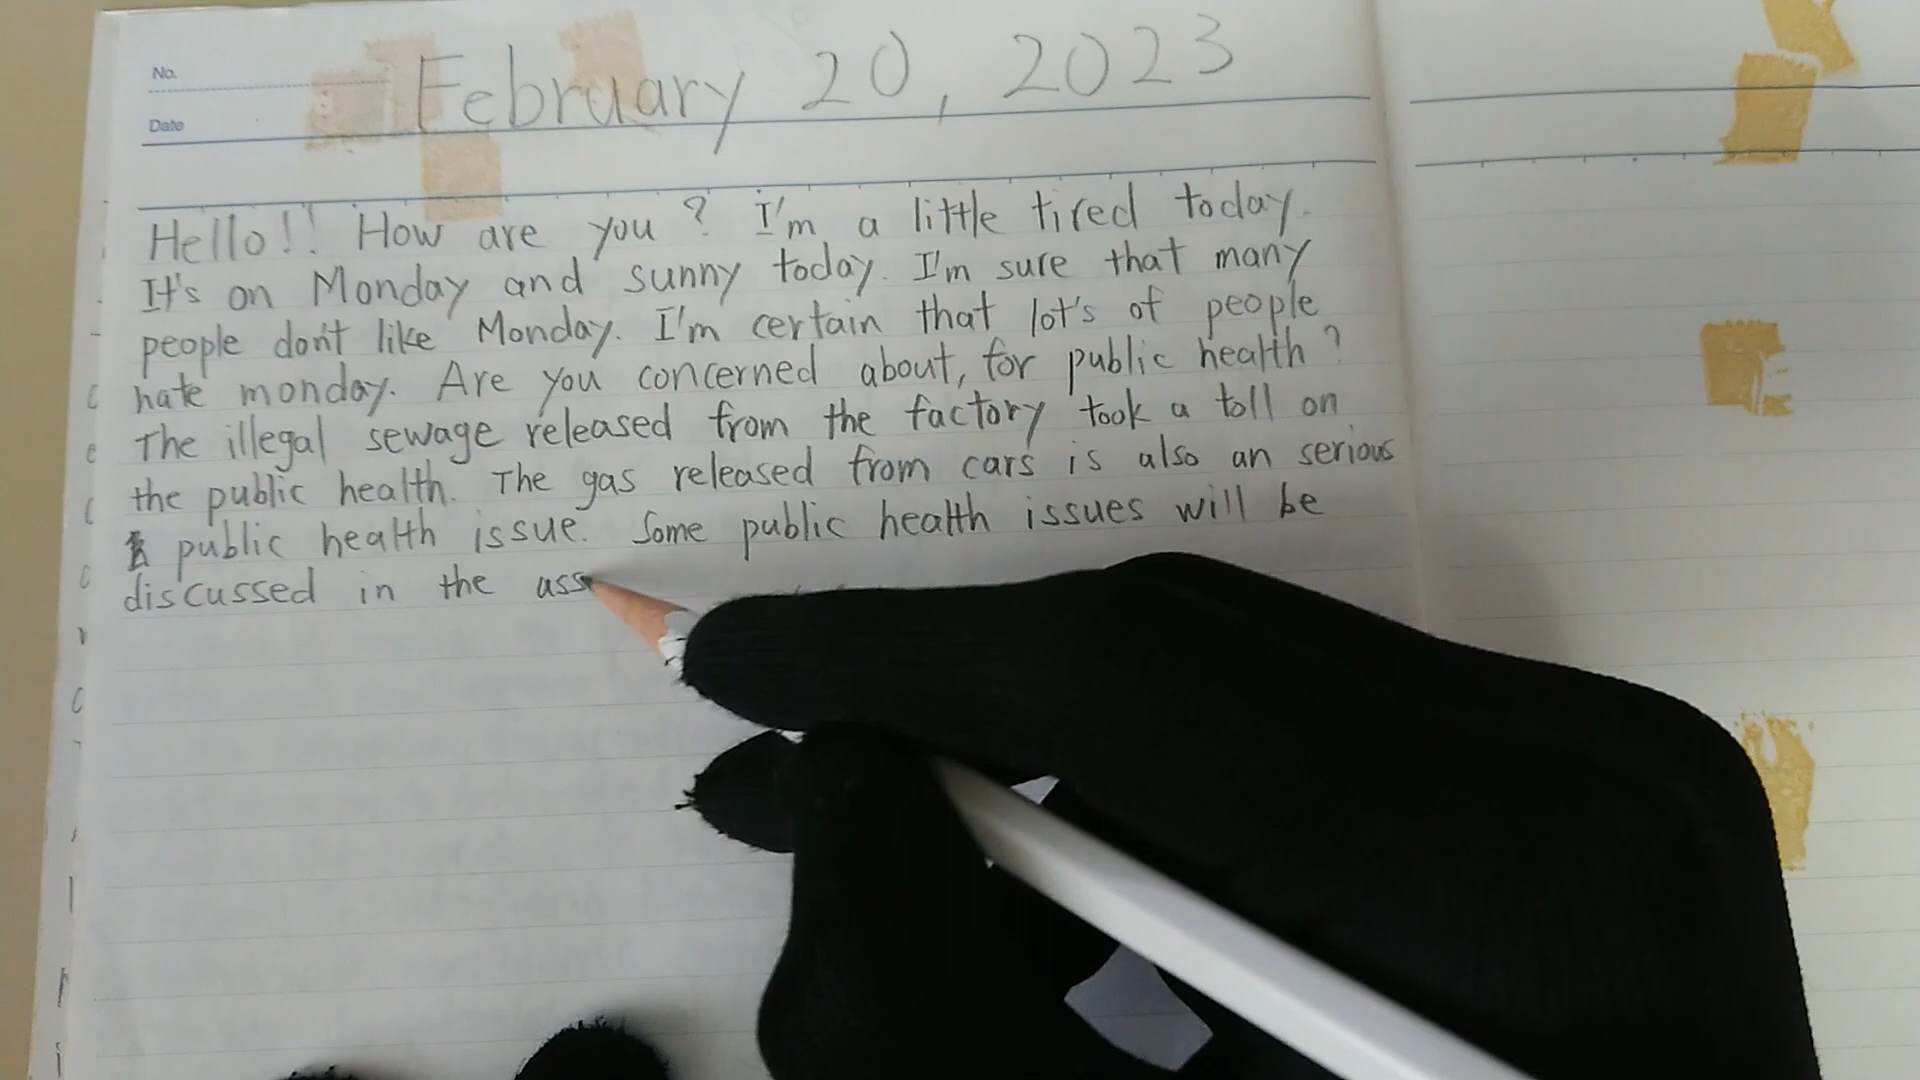 No.
February 20, 2023
Date
Hello!! How are you? I'm a little tired today.
It's on Monday and sunny today. I'm sure that many
people don't like Monday. I'm certain that lot's of people
hate monday. Are you concerned about, for public health?
The illegal sewage released from the factory took a toll on
the public health. The gas released from cars is also an serious
public health issue. Some public health issues will be
discussed in the ass